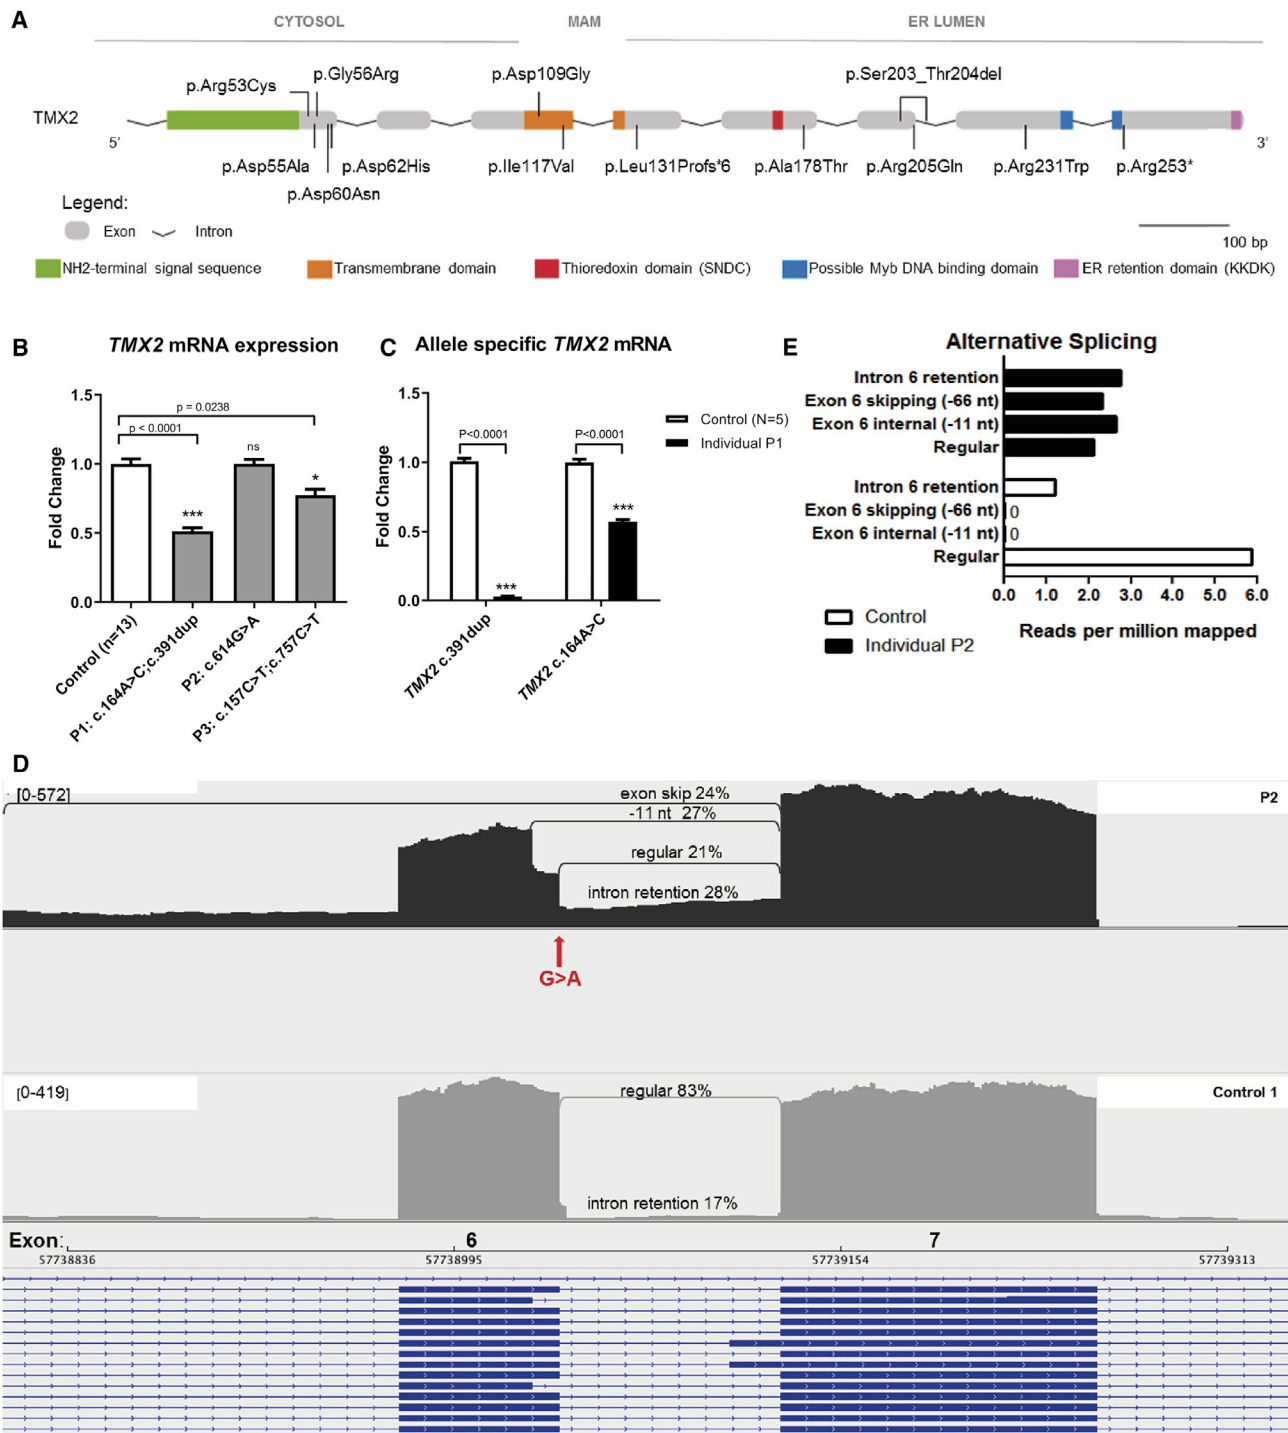 A
CYTOSOL
MAM
ER LUMEN
p.Arg53Cys
p.Gly56Arg
p.Asp109Gly
p.Ser203_Thr204del
TMX2
5'
3'
p.Asp55Ala
p.Asp62His
p.Ile117Val
p.Leu131Profs*6
p.Ala178Thr
p.Arg205Gln
p.Arg231Trp
p.Arg253*
p.Asp60Asn
Legend:
Exon
Intron
100 bp
NH2-terminal signal sequence
Transmembrane domain
Thioredoxin domain (SNDC)
Possible Myb DNA binding domain
ER retention domain (KKDK)
B
TMX2 mRNA expression
Fold Change
1.5
1.0
0.5
0.0
p = 0.0238
p < 0.0001
***
ns
*
Control (n=13)
P1: c.164A>C;c.391dup
P2: c.614G>A
P3: c.157C>T;c.757C>T
C
Allele specific TMX2 mRNA
Fold Change
1.5
1.0
0.5
0.0
P<0.0001
P<0.0001
***
***
TMX2 c.391dup
TMX2 c.164A>C
Control (N=5)
Individual P1
E
Alternative Splicing
Intron 6 retention
Exon 6 skipping (-66 nt)
Exon 6 internal (-11 nt)
Regular
Intron 6 retention
Exon 6 skipping (-66 nt) 0
Exon 6 internal (-11 nt) 0
Regular
0.0 1.0 2.0 3.0 4.0 5.0 6.0
Reads per million mapped
Control
Individual P2
D
[0-572]
P2
exon skip 24%
-11 nt 27%
regular 21%
intron retention 28%
G>A
[0-419]
Control 1
regular 83%
intron retention 17%
Exon:
6
7
57738836
57738995
57739154
57739313